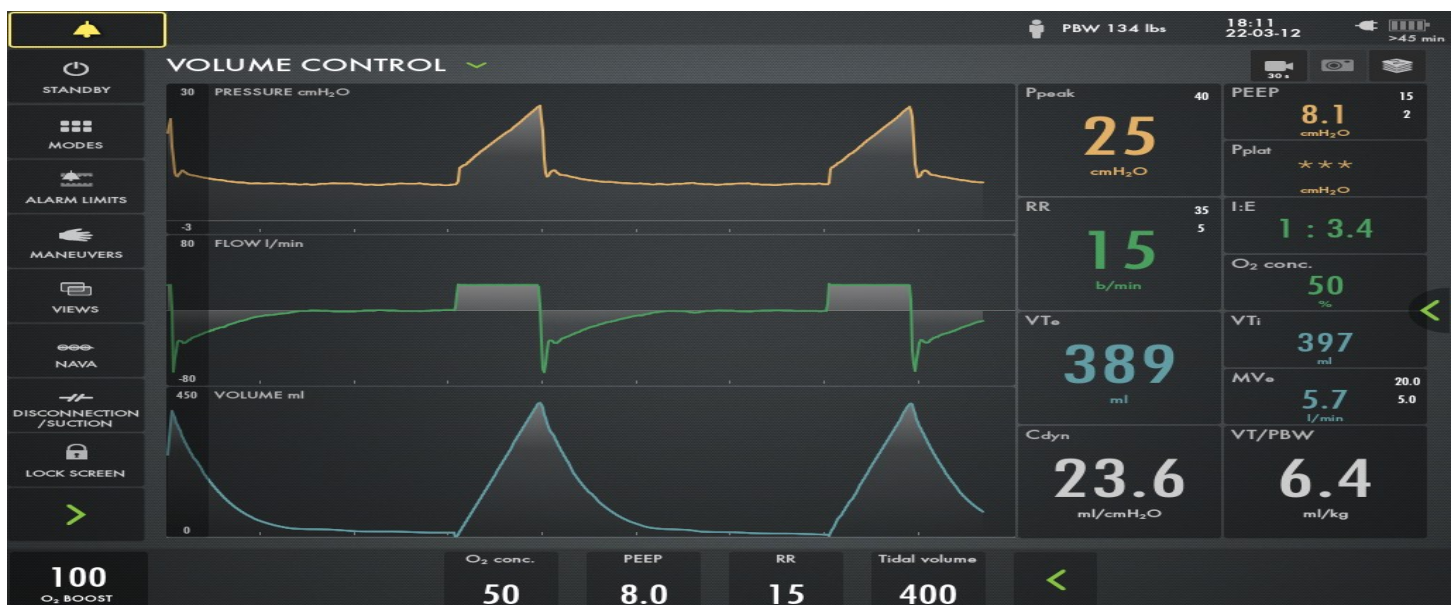 PBW 134 lbs
18:11
22-03-12
>45 min
STANDBY
MODES
ALARM LIMITS
MANEUVERS
VIEWS
NAVA
DISCONNECTION
/SUCTION
LOCK SCREEN
VOLUME CONTROL
30 s
30 PRESSURE cmH₂O
-3
80 FLOW l/min
-80
450 VOLUME ml
0
Ppeak 40
25
cmH₂O
PEEP 15
8.1 2
cmH₂O
Pplat
***
cmH₂O
RR 35
5
15
b/min
I:E
1 : 3.4
O₂ conc.
50
%
VTe
389
ml
VTi
397
ml
MVe 20.0
5.7 5.0
l/min
Cdyn
23.6
ml/cmH₂O
VT/PBW
6.4
ml/kg
100
O₂ BOOST
O₂ conc.
50
PEEP
8.0
RR
15
Tidal volume
400